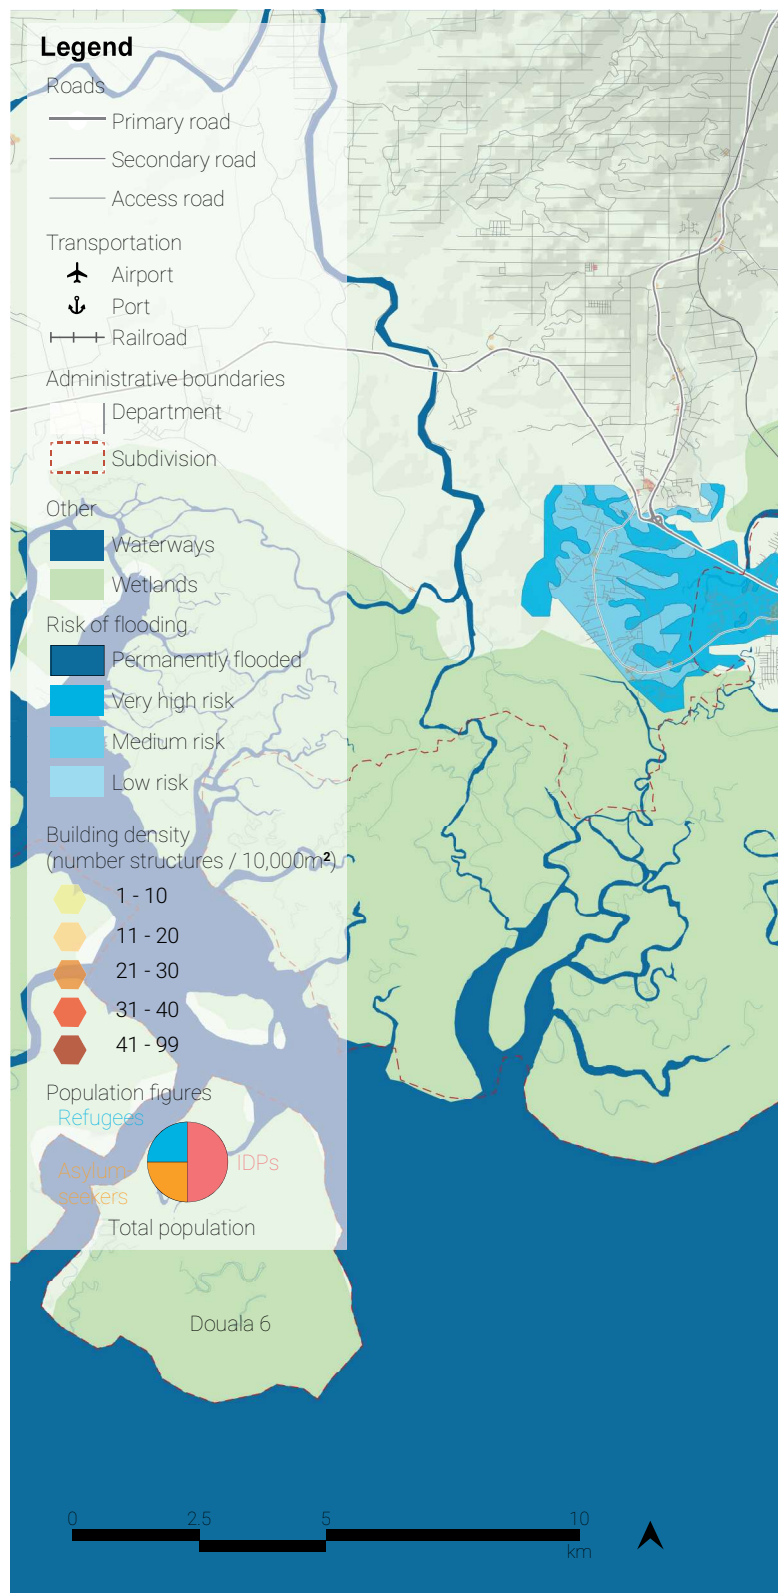 Legend
Roads
Primary road
Secondary road
Access road
Transportation
Airport
Port
Railroad
Administrative boundaries
Department
Subdivision
Other
Waterways
Wetlands
Risk of flooding
Permanently flooded
Very high risk
Medium risk
Low risk
Building density
(number structures / 10,000m²)
1 - 10
11 - 20
21 - 30
31 - 40
41 - 99
Population figures
Refugees
IDPs
Asylum
seekers
Total population
Douala 6
0 2.5 5 10
km